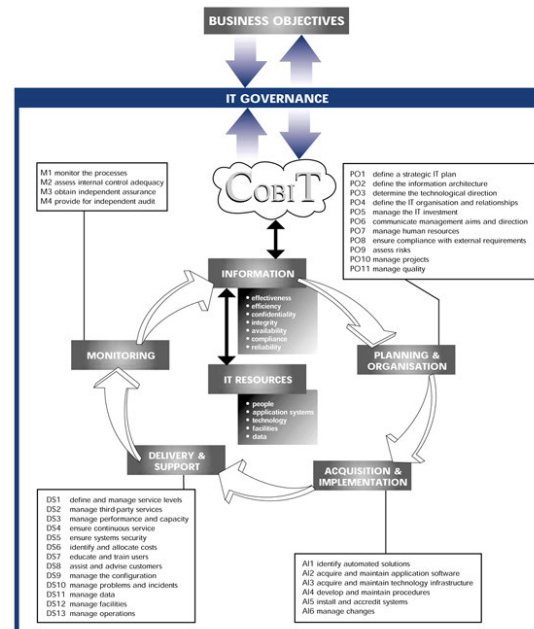 BUSINESS OBJECTIVES
IT GOVERNANCE
M1 monitor the processes
M2 assess internal control adequacy
M3 obtain independent assurance
M4 provide for independent audit
COBIT
PO1 define a strategic IT plan
PO2 define the information architecture
PO3 determine the technological direction
PO4 define the IT organisation and relationships
PO5 manage the IT investment
PO6 communicate management aims and direction
PO7 manage human resources
PO8 ensure compliance with external requirements
PO9 assess risks
PO10 manage projects
PO11 manage quality
INFORMATION
• effectiveness
• efficiency
• confidentiality
• integrity
• availability
• compliance
• reliability
MONITORING
PLANNING &
ORGANISATION
IT RESOURCES
• people
• application systems
• technology
• facilities
• data
DELIVERY &
SUPPORT
ACQUISITION &
IMPLEMENTATION
DS1 define and manage service levels
DS2 manage third-party services
DS3 manage performance and capacity
DS4 ensure continuous service
DS5 ensure systems security
DS6 identify and allocate costs
DS7 educate and train users
DS8 assist and advise customers
DS9 manage the configuration
DS10 manage problems and incidents
DS11 manage data
DS12 manage facilities
DS13 manage operations
AI1 identify automated solutions
AI2 acquire and maintain application software
AI3 acquire and maintain technology infrastructure
AI4 develop and maintain procedures
AI5 install and accredit systems
AI6 manage changes